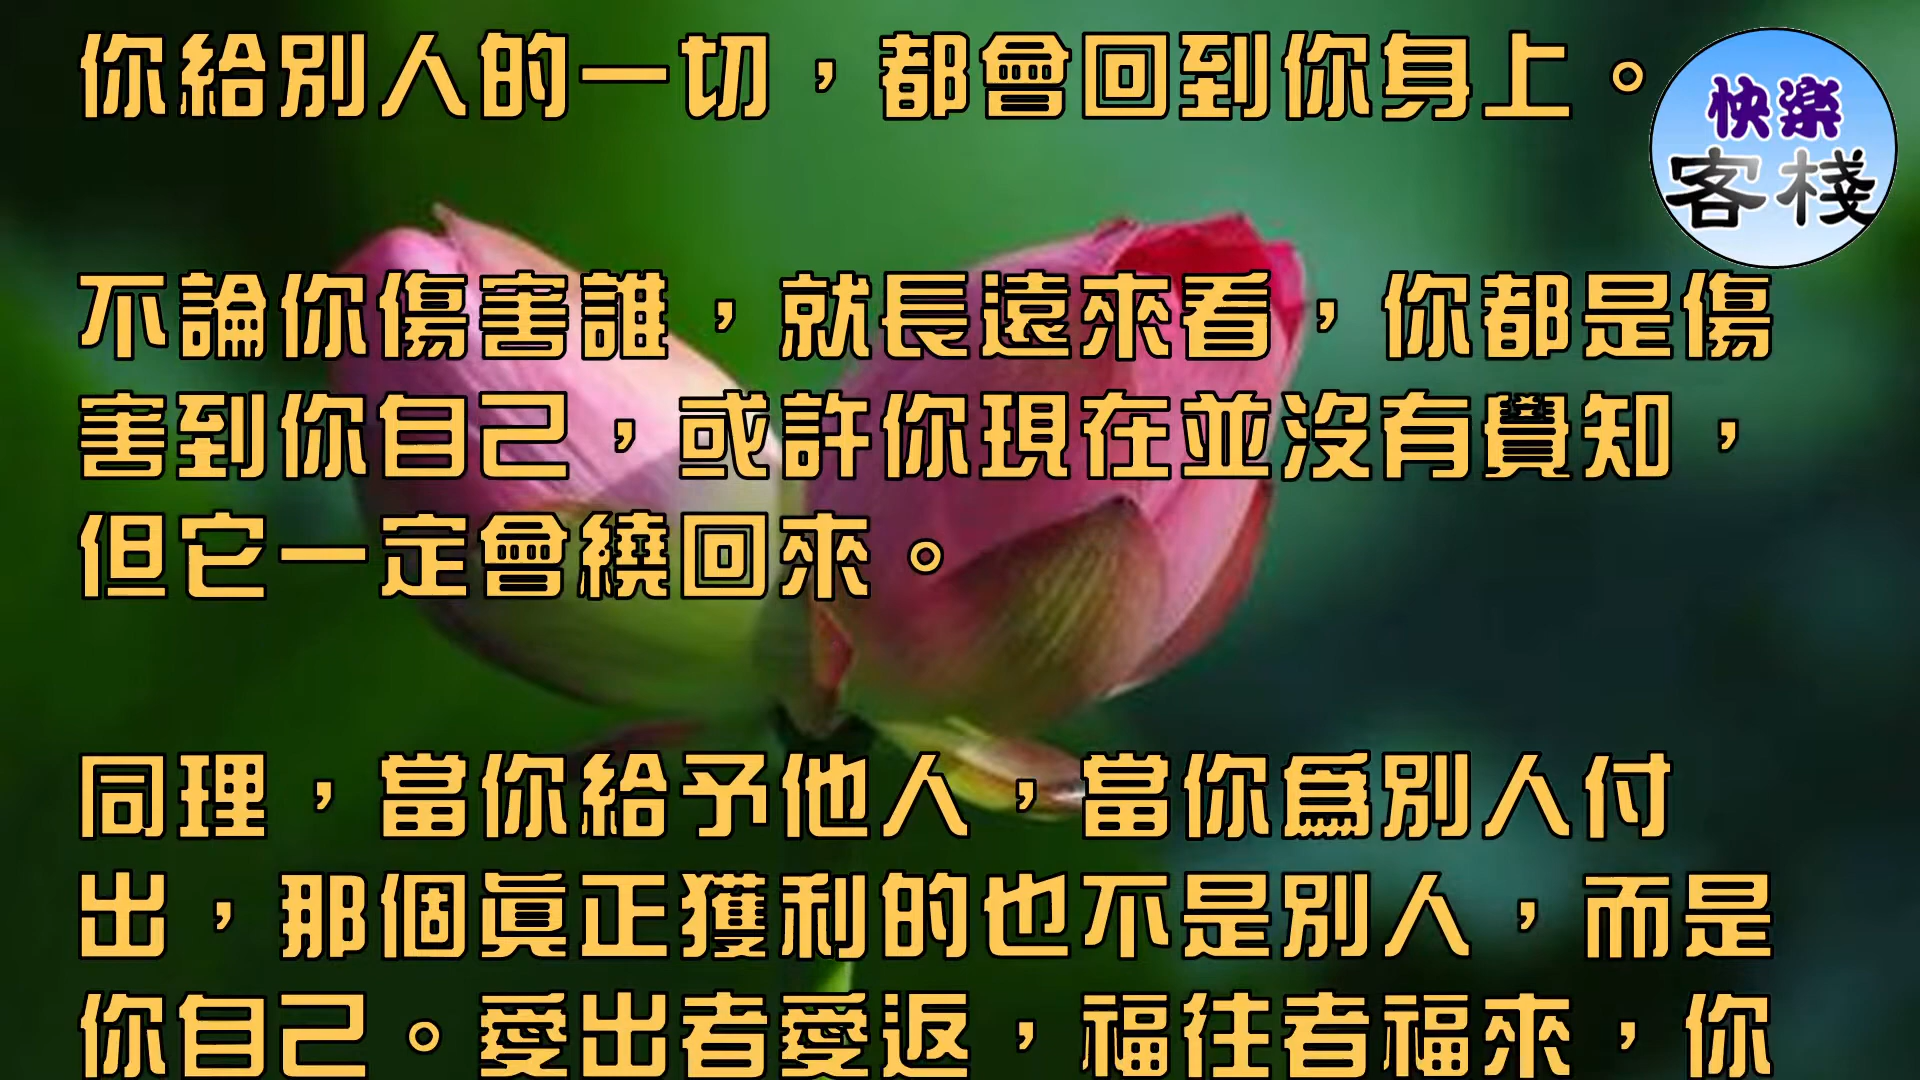 你給別人的一切，都會回到你身上。
快楽
客棧
不論你傷害誰，就長遠來看，你都是傷
害到你自己，或許你現在並沒有覺知，
但它一定會繞回來。
同理，當你給予他人，當你為別人付
出，那個真正獲利的也不是別人，而是
你自己。愛出者愛返，福往者福來，你